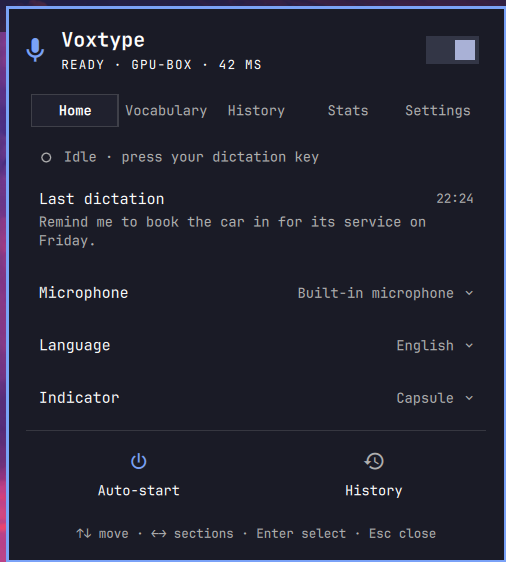 Voxtype
READY · GPU-BOX · 42 MS
Home Vocabulary History Stats Settings
Idle · press your dictation key
Last dictation 22:24
Remind me to book the car in for its service on
Friday.
Microphone Built-in microphone
Language English
Indicator Capsule
Auto-start History
↑↓ move · ↔ sections · Enter select · Esc close